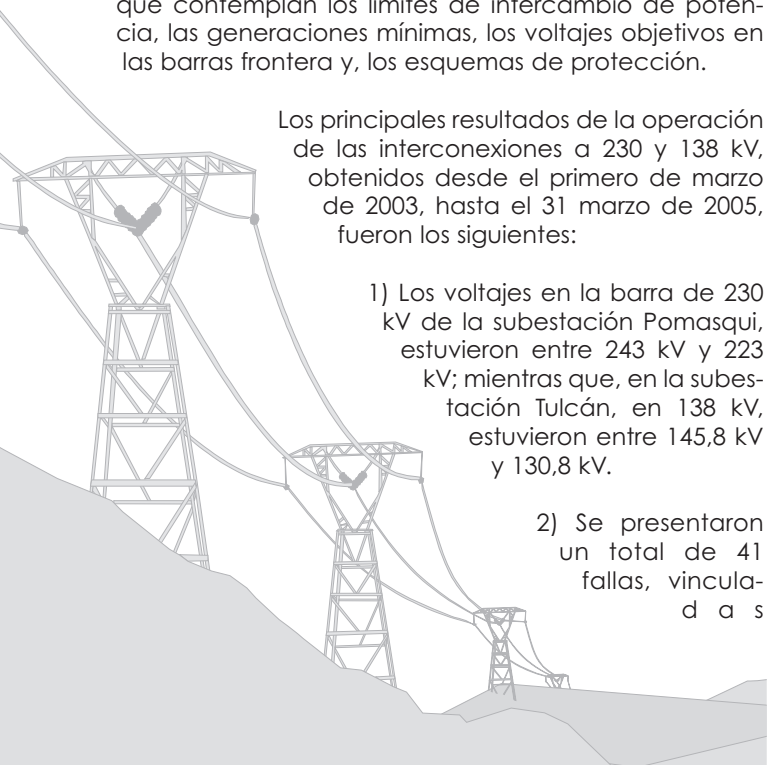 que contemplan los límites de intercambio de poten-
cia, las generaciones mínimas, los voltajes objetivos en
las barras frontera y, los esquemas de protección.
Los principales resultados de la operación
de las interconexiones a 230 y 138 kV,
obtenidos desde el primero de marzo
de 2003, hasta el 31 marzo de 2005,
fueron los siguientes:
1) Los voltajes en la barra de 230
kV de la subestación Pomasqui,
estuvieron entre 243 kV y 223
kV; mientras que, en la subes-
tación Tulcán, en 138 kV,
estuvieron entre 145,8 kV
y 130,8 kV.
2) Se presentaron
un total de 41
fallas, vincula-
d a s